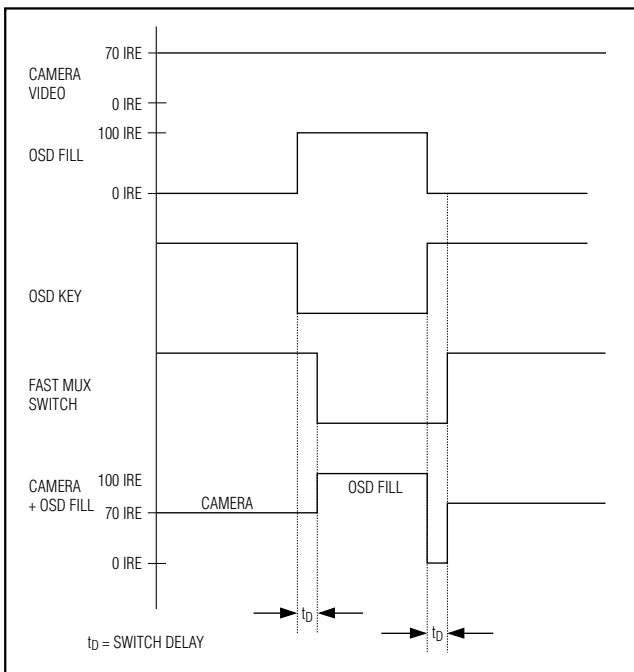 70 IRE
CAMERA
VIDEO
0 IRE
100 IRE
OSD FILL
0 IRE
OSD KEY
FAST MUX
SWITCH
100 IRE
CAMERA
+ OSD FILL
70 IRE
CAMERA
OSD FILL
0 IRE
tD
tD
tD = SWITCH DELAY